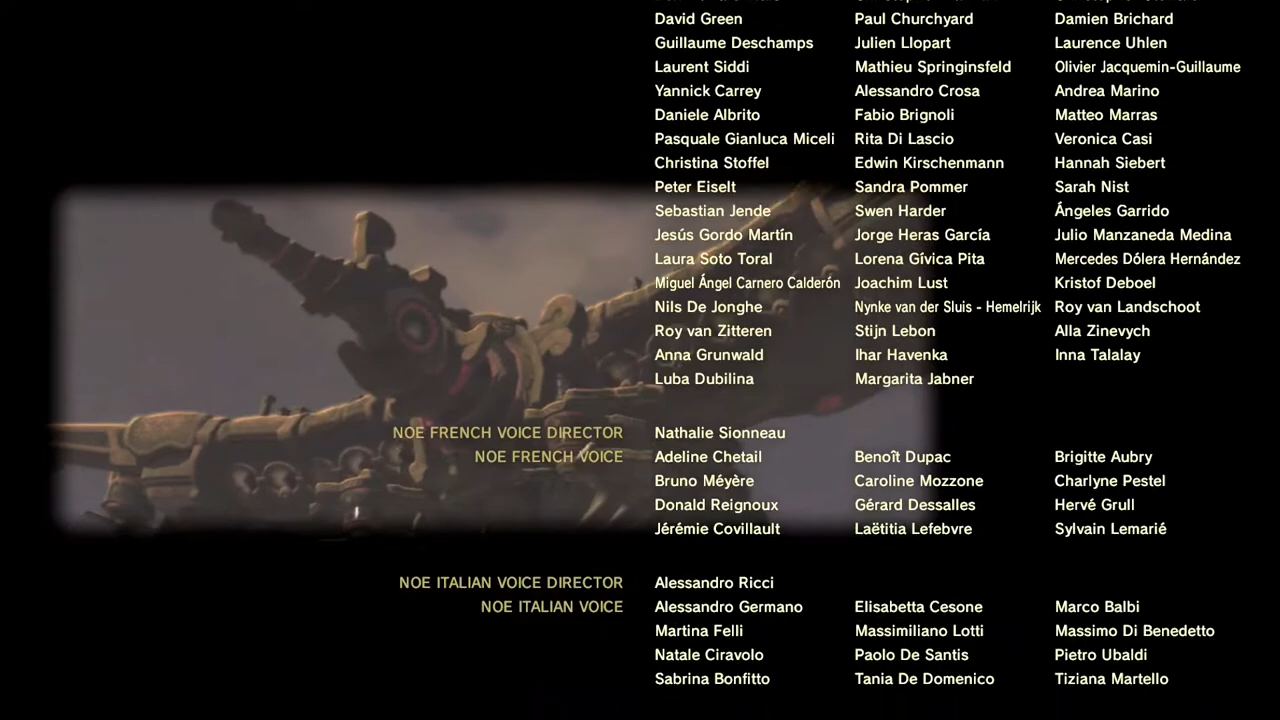 David Green Paul Churchyard Damien Brichard
Guillaume Deschamps Julien Llopart Laurence Uhlen
Laurent Siddi Mathieu Springinsfeld Olivier Jacquemin-Guillaume
Yannick Carrey Alessandro Crosa Andrea Marino
Daniele Albrito Fabio Brignoli Matteo Marras
Pasquale Gianluca Miceli Rita Di Lascio Veronica Casi
Christina Stoffel Edwin Kirschenmann Hannah Siebert
Peter Eiselt Sandra Pommer Sarah Nist
Sebastian Jende Swen Harder Ángeles Garrido
Jesús Gordo Martín Jorge Heras García Julio Manzaneda Medina
Laura Soto Toral Lorena Gívica Pita Mercedes Dólera Hernández
Miguel Ángel Carnero Calderón Joachim Lust Kristof Deboel
Nils De Jonghe Nynke van der Sluis - Hemelrijk Roy van Landschoot
Roy van Zitteren Stijn Lebon Alla Zinevych
Anna Grunwald Ihar Havenka Inna Talalay
Luba Dubilina Margarita Jabner
NOE FRENCH VOICE DIRECTOR Nathalie Sionneau
NOE FRENCH VOICE Adeline Chetail Benoît Dupac Brigitte Aubry
Bruno Méyère Caroline Mozzone Charlyne Pestel
Donald Reignoux Gérard Dessalles Hervé Grull
Jérémie Covillault Laëtitia Lefebvre Sylvain Lemarié
NOE ITALIAN VOICE DIRECTOR Alessandro Ricci
NOE ITALIAN VOICE Alessandro Germano Elisabetta Cesone Marco Balbi
Martina Felli Massimiliano Lotti Massimo Di Benedetto
Natale Ciravolo Paolo De Santis Pietro Ubaldi
Sabrina Bonfitto Tania De Domenico Tiziana Martello